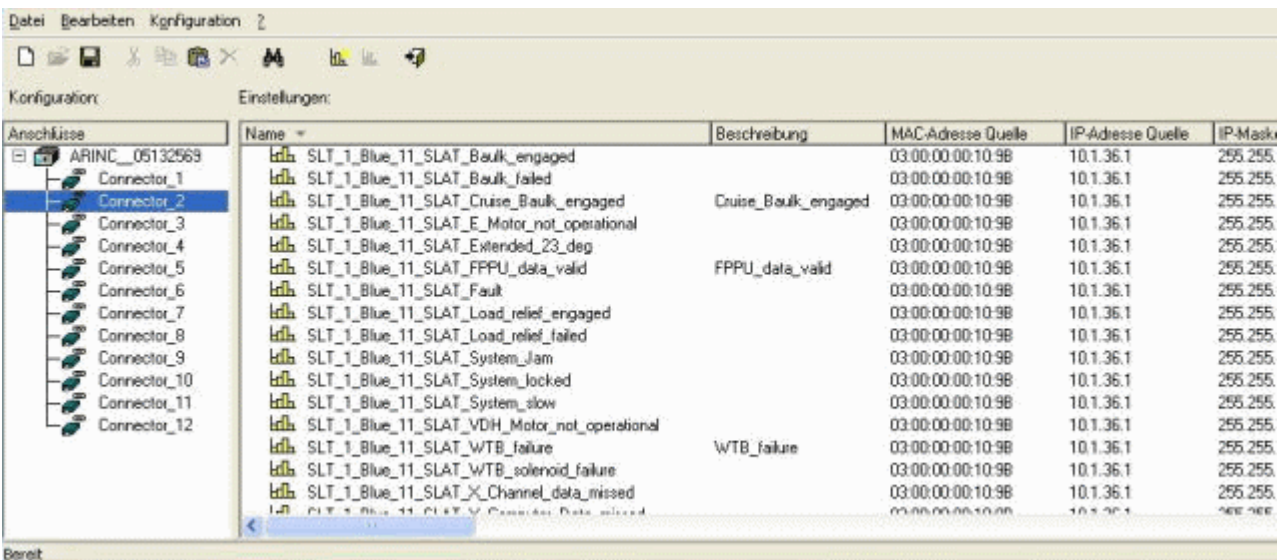 Datei Bearbeiten Konfiguration ?
Konfiguration: Einstellungen:
Anschlüsse Name Beschreibung MAC-Adresse Quelle IP-Adresse Quelle IP-Maske
ARINC__05132569 SLT_1_Blue_11_SLAT_Baulk_engaged 03:00:00:00:10:9B 10.1.36.1 255.255.
Connector_1 SLT_1_Blue_11_SLAT_Baulk_failed 03:00:00:00:10:9B 10.1.36.1 255.255.
Connector_2 SLT_1_Blue_11_SLAT_Cruise_Baulk_engaged Cruise_Baulk_engaged 03:00:00:00:10:9B 10.1.36.1 255.255.
Connector_3 SLT_1_Blue_11_SLAT_E_Motor_not_operational 03:00:00:00:10:9B 10.1.36.1 255.255.
Connector_4 SLT_1_Blue_11_SLAT_Extended_23_deg 03:00:00:00:10:9B 10.1.36.1 255.255.
Connector_5 SLT_1_Blue_11_SLAT_FPPU_data_valid FPPU_data_valid 03:00:00:00:10:9B 10.1.36.1 255.255.
Connector_6 SLT_1_Blue_11_SLAT_Fault 03:00:00:00:10:9B 10.1.36.1 255.255.
Connector_7 SLT_1_Blue_11_SLAT_Load_relief_engaged 03:00:00:00:10:9B 10.1.36.1 255.255.
Connector_8 SLT_1_Blue_11_SLAT_Load_relief_failed 03:00:00:00:10:9B 10.1.36.1 255.255.
Connector_9 SLT_1_Blue_11_SLAT_System_Jam 03:00:00:00:10:9B 10.1.36.1 255.255.
Connector_10 SLT_1_Blue_11_SLAT_System_locked 03:00:00:00:10:9B 10.1.36.1 255.255.
Connector_11 SLT_1_Blue_11_SLAT_System_slow 03:00:00:00:10:9B 10.1.36.1 255.255.
Connector_12 SLT_1_Blue_11_SLAT_VDH_Motor_not_operational 03:00:00:00:10:9B 10.1.36.1 255.255.
SLT_1_Blue_11_SLAT_WTB_failure WTB_failure 03:00:00:00:10:9B 10.1.36.1 255.255.
SLT_1_Blue_11_SLAT_WTB_solenoid_failure 03:00:00:00:10:9B 10.1.36.1 255.255.
SLT_1_Blue_11_SLAT_X_Channel_data_missed 03:00:00:00:10:9B 10.1.36.1 255.255.
Bereit